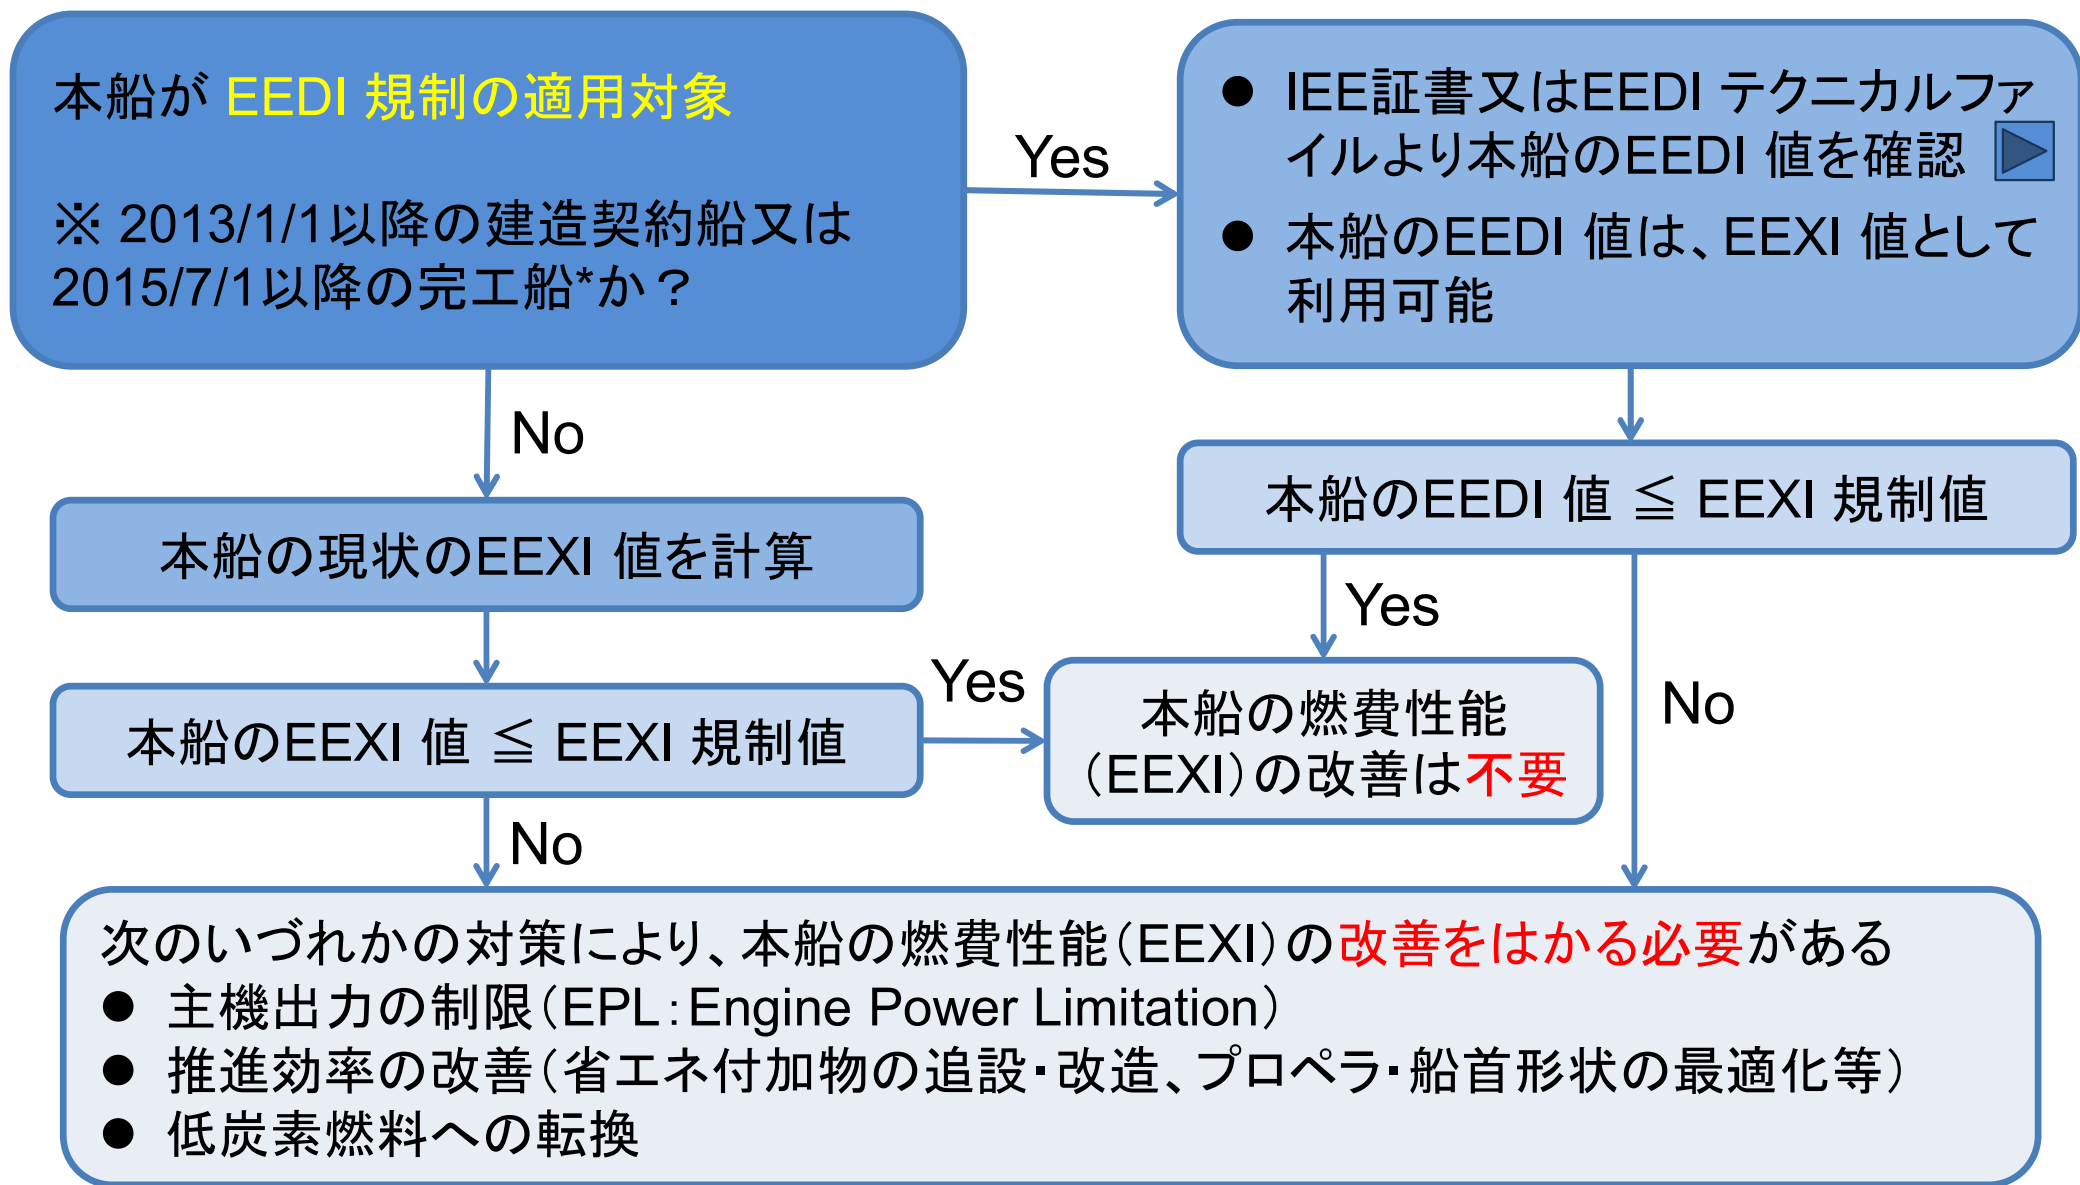 本船が EEDI 規制の適用対象
※ 2013/1/1以降の建造契約船又は
2015/7/1以降の完工船*か?
Yes
● IEE証書又はEEDI テクニカルファ
イルより本船のEEDI 値を確認
● 本船のEEDI 値は、EEXI 値として
利用可能
No
本船の現状のEEXI 値を計算
本船のEEDI 値 ≦ EEXI 規制値
Yes
No
本船のEEXI 値 ≦ EEXI 規制値
Yes
本船の燃費性能
(EEXI)の改善は不要
No
次のいづれかの対策により、本船の燃費性能(EEXI)の改善をはかる必要がある
● 主機出力の制限(EPL:Engine Power Limitation)
● 推進効率の改善(省エネ付加物の追設・改造、プロペラ・船首形状の最適化等)
● 低炭素燃料への転換